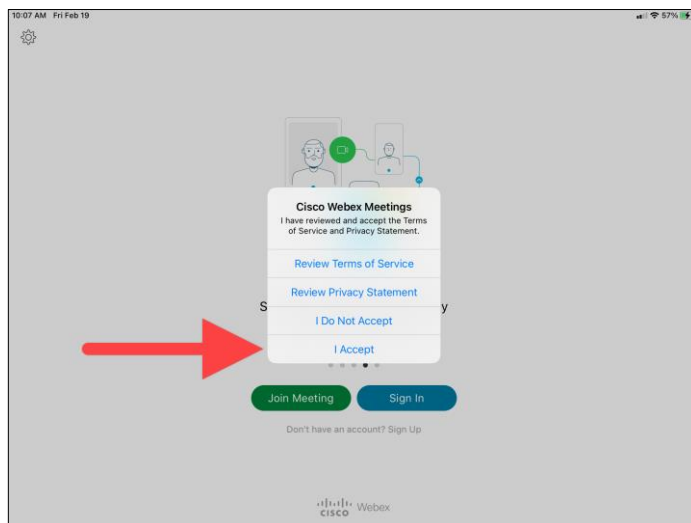 10:07 AM Fri Feb 19
57%
Cisco Webex Meetings
I have reviewed and accept the Terms
of Service and Privacy Statement.
Review Terms of Service
Review Privacy Statement
S y
I Do Not Accept
I Accept
Join Meeting Sign In
Don't have an account? Sign Up
CISCO Webex